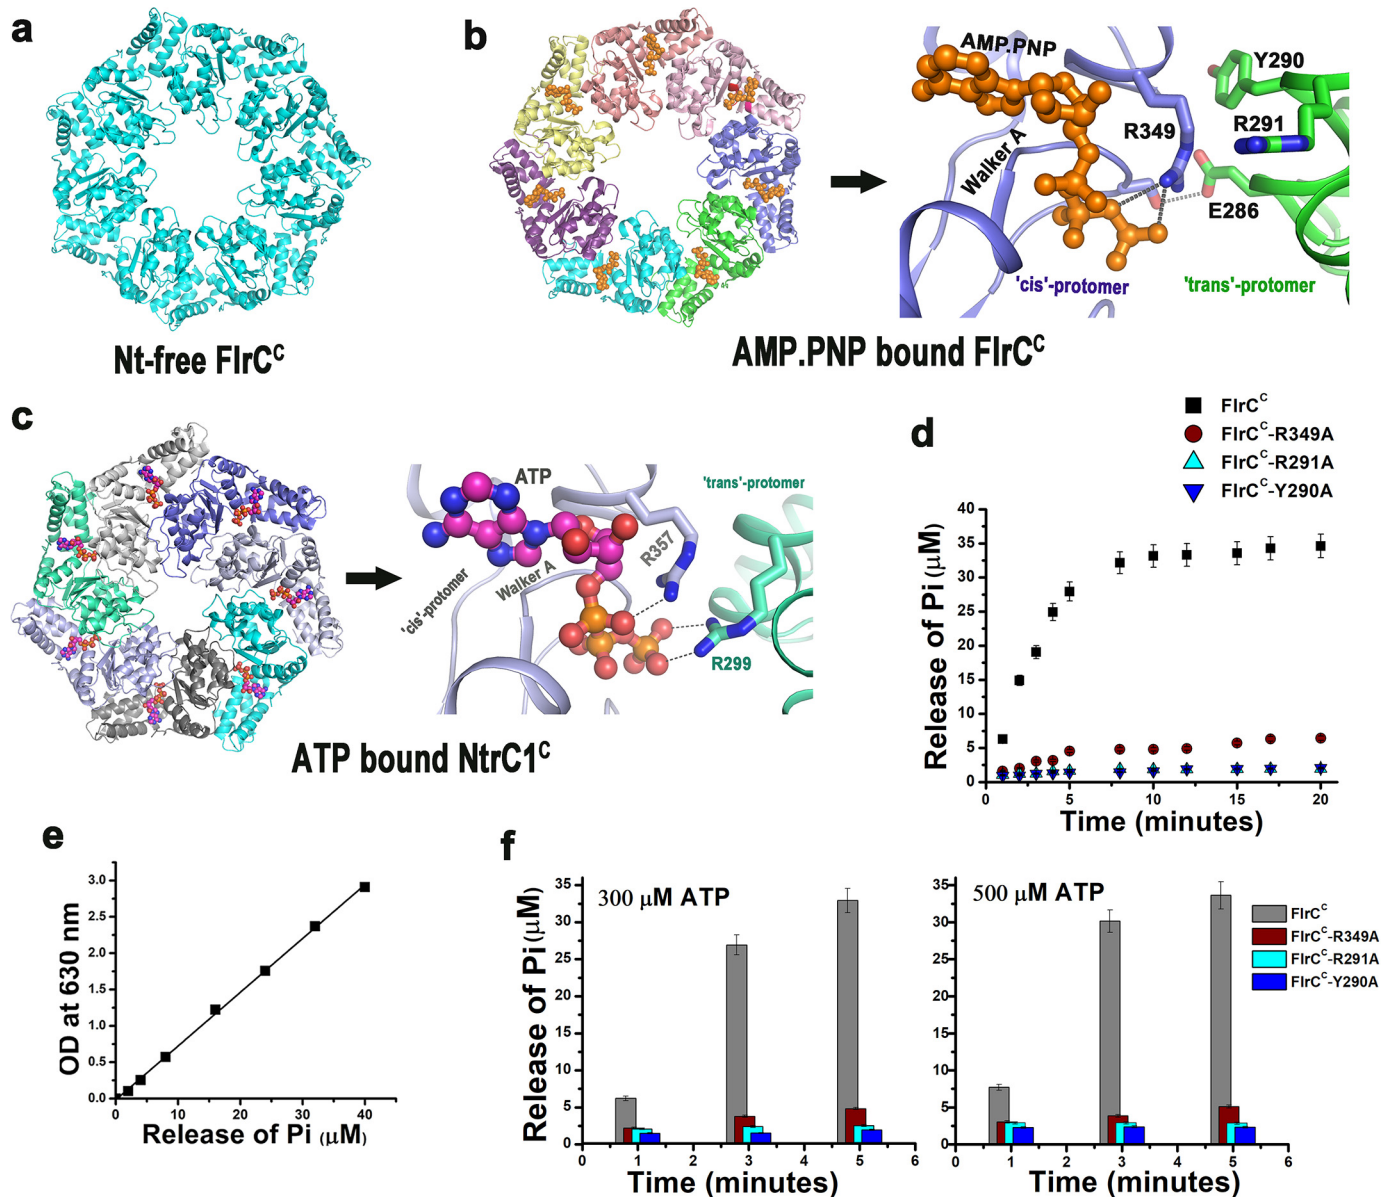 a
Nt-free FlrC^C
b
AMP.PNP
Y290
R349
R291
Walker A
E286
'cis'-protomer
'trans'-protomer
AMP.PNP bound FlrC^C
c
ATP
'trans'-protomer
R357
'cis'-protomer
Walker A
R299
ATP bound NtrC1^C
d
FlrC^C
FlrC^C-R349A
FlrC^C-R291A
FlrC^C-Y290A
Release of Pi (μM)
40
35
30
25
20
15
10
5
0
0 5 10 15 20
Time (minutes)
e
OD at 630 nm
3.0
2.5
2.0
1.5
1.0
0.5
0.0
0 10 20 30 40
Release of Pi (μM)
f
300 μM ATP
Release of Pi (μM)
35
30
25
20
15
10
5
0
0 1 2 3 4 5 6
Time (minutes)
500 μM ATP
35
30
25
20
15
10
5
0
0 1 2 3 4 5 6
Time (minutes)
FlrC^C
FlrC^C-R349A
FlrC^C-R291A
FlrC^C-Y290A